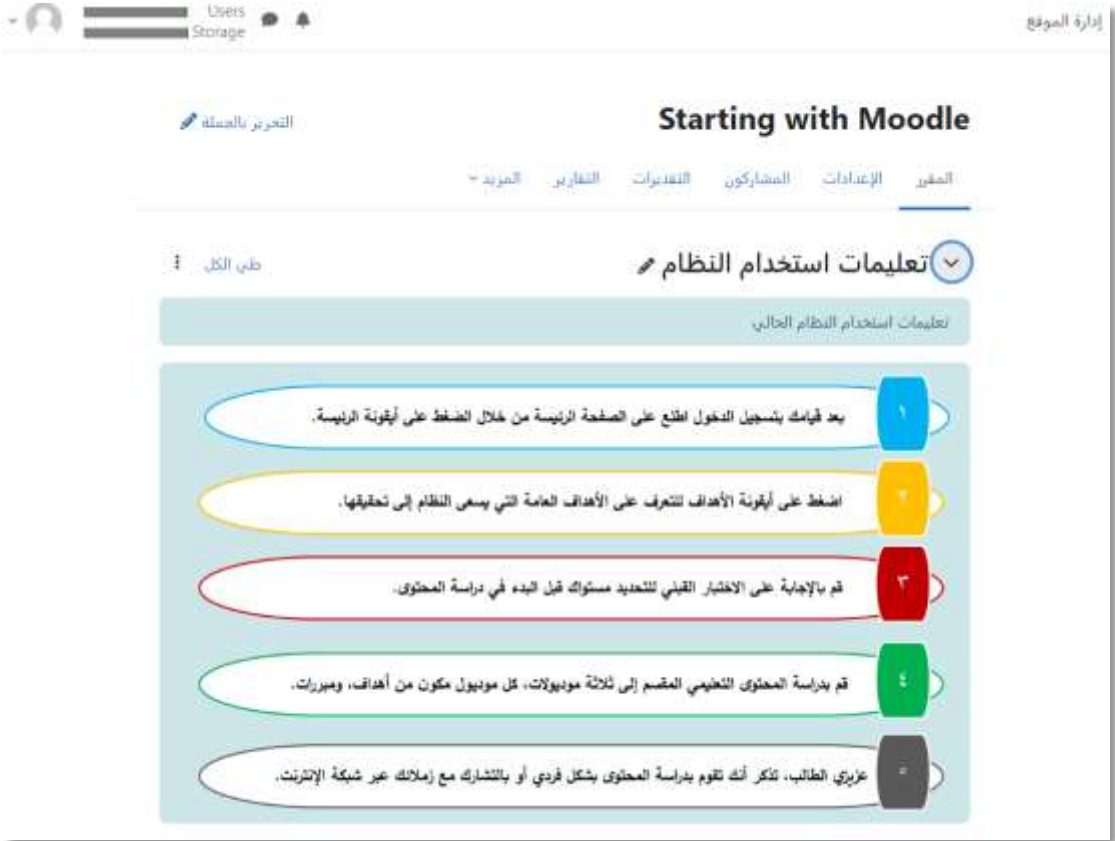 إدارة الموقع
Users
Storage
Starting with Moodle
التحرير بالجملة
المقرر الإعدادات المشاركون التقديرات التقارير المزيد
تعليمات استخدام النظام
طي الكل
تعليمات استخدام النظام الحالي
١ بعد قيامك بتسجيل الدخول اطلع على الصفحة الرئيسة من خلال الضغط على أيقونة الرئيسة.
٢ اضغط على أيقونة الأهداف للتعرف على الأهداف العامة التي يسعى النظام إلى تحقيقها.
٣ قم بالإجابة على الاختبار القبلي للتحديد مستواك قبل البدء في دراسة المحتوى.
٤ قم بدراسة المحتوى التعليمي المقسم إلى ثلاثة موديولات، كل موديول مكون من أهداف، ومبررات.
٥ عزيزي الطالب، تذكر أنك تقوم بدراسة المحتوى بشكل فردي أو بالتشارك مع زملائك عبر شبكة الإنترنت.